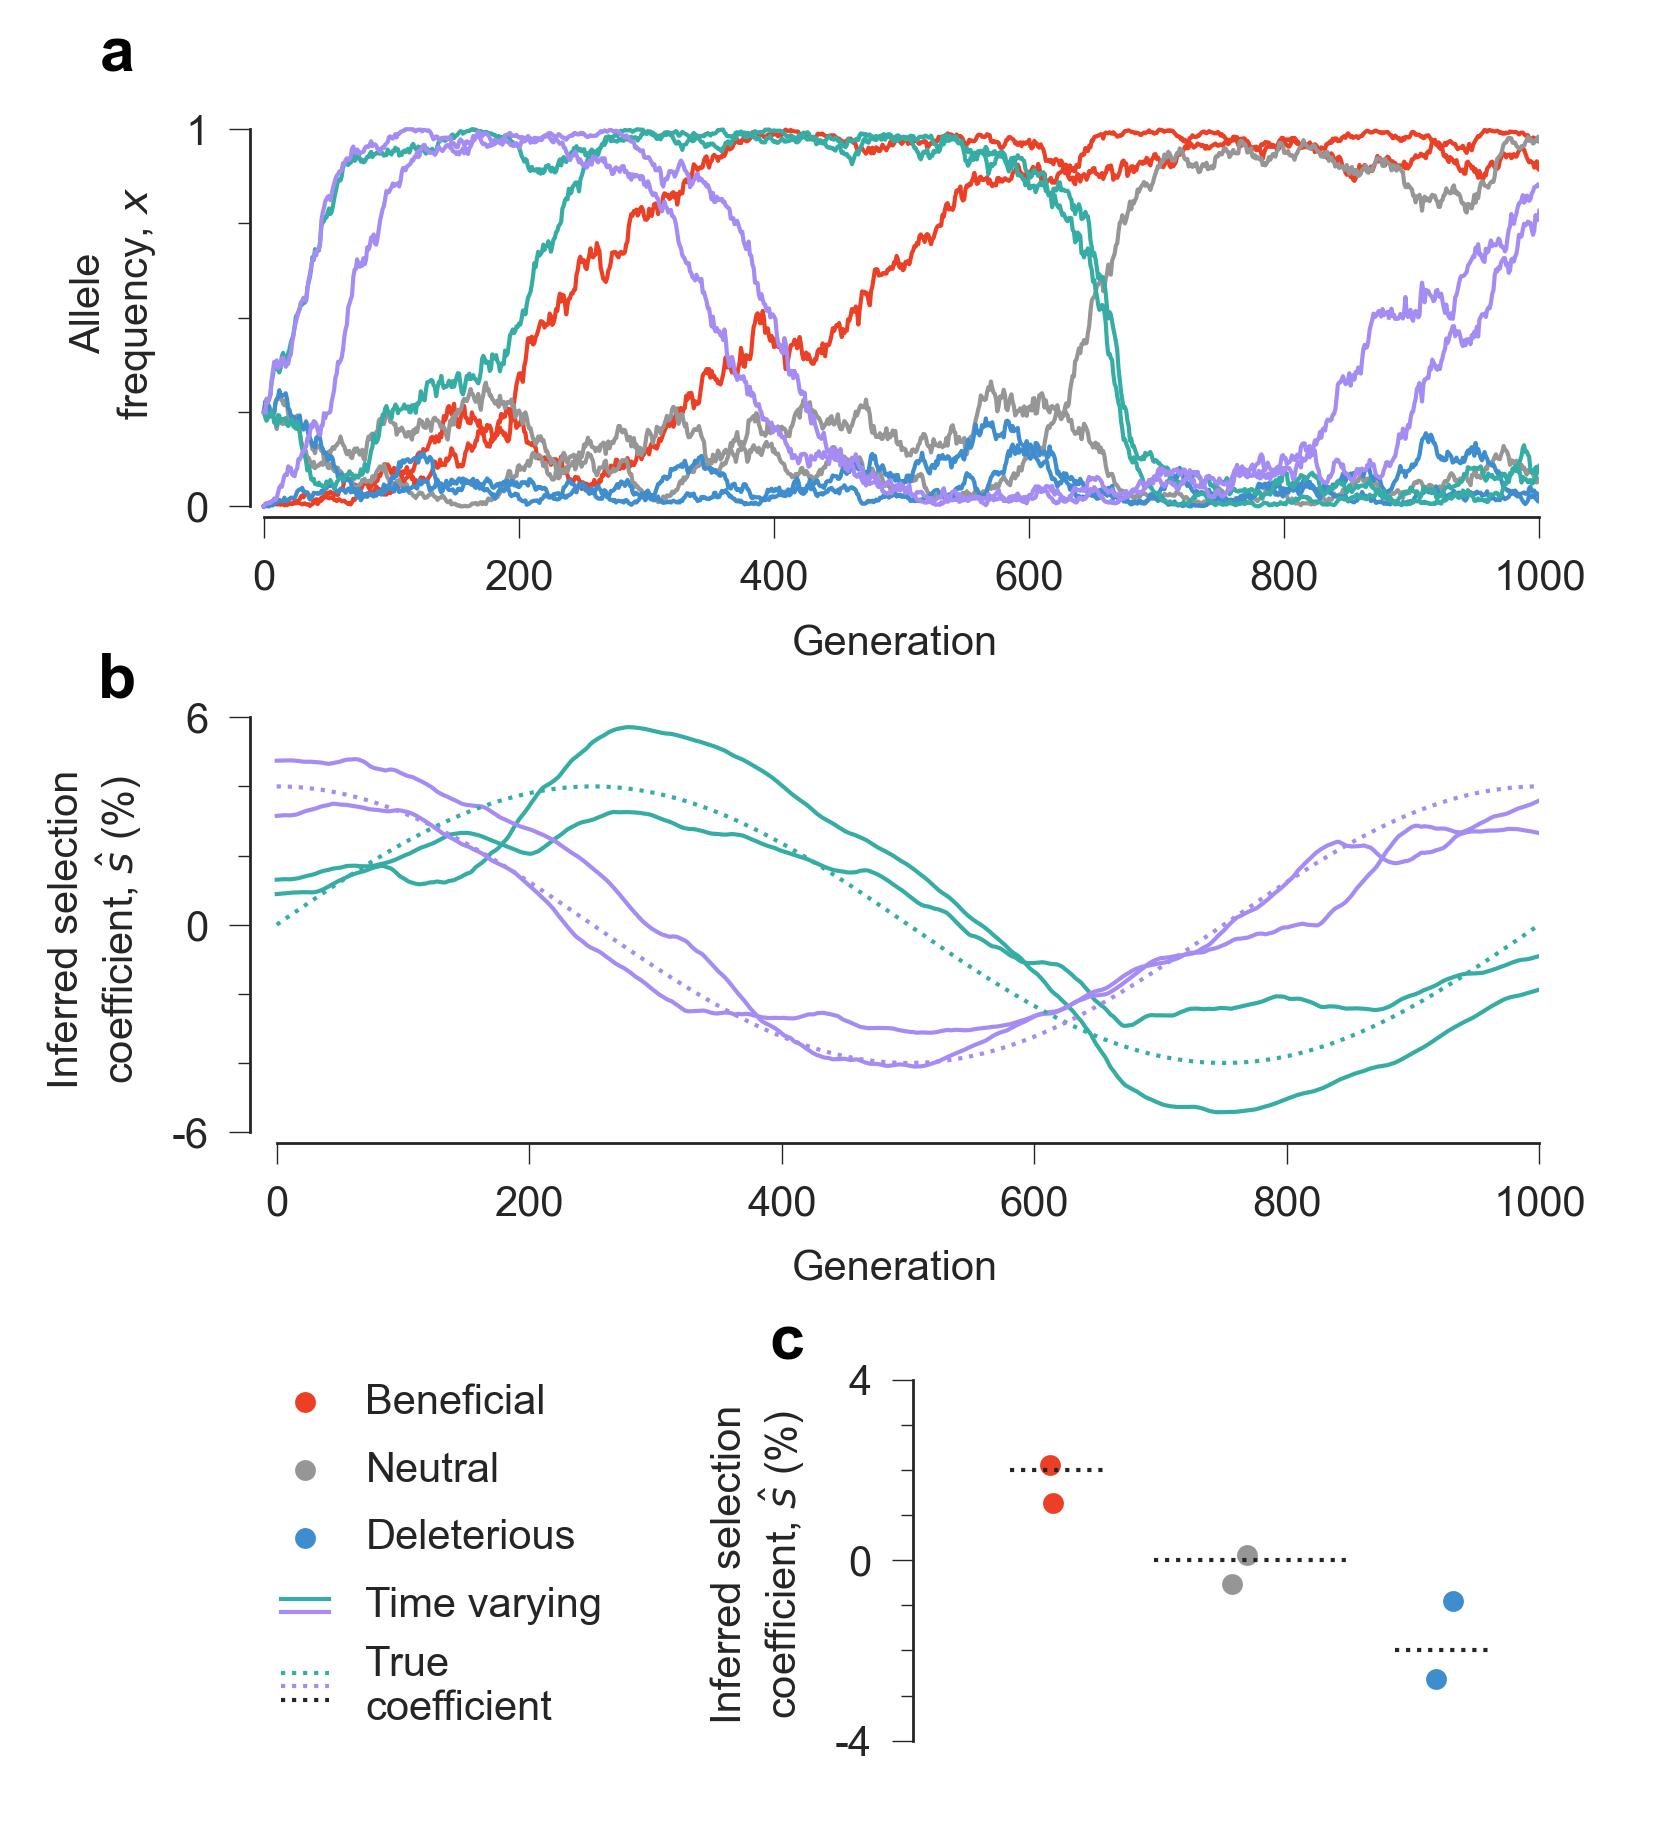 a
1
0
Allele
frequency, x
0 200 400 600 800 1000
Generation
b
6
0
-6
Inferred selection
coefficient, ŝ (%)
0 200 400 600 800 1000
Generation
Beneficial
Neutral
Deleterious
Time varying
True
coefficient
c
4
0
-4
Inferred selection
coefficient, ŝ (%)